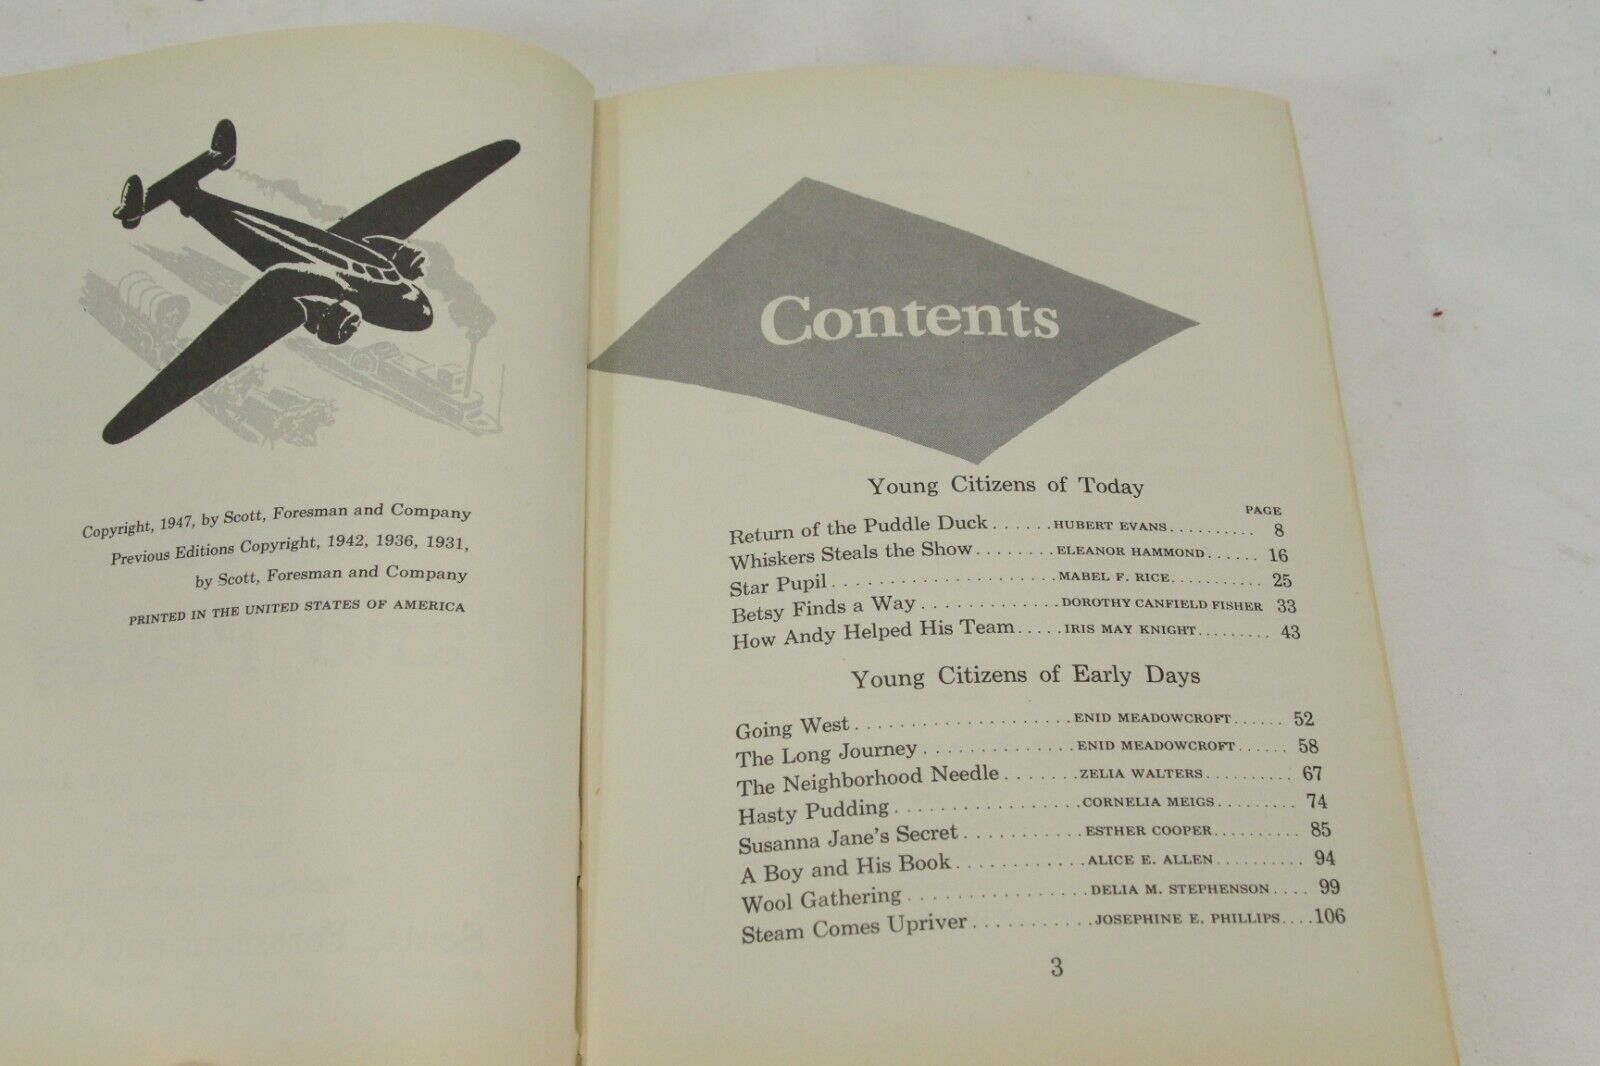 Copyright, 1947, by Scott, Foresman and Company
Previous Editions Copyright, 1942, 1936, 1931,
by Scott, Foresman and Company
PRINTED IN THE UNITED STATES OF AMERICA
Contents
Young Citizens of Today
PAGE
Return of the Puddle Duck......HUBERT EVANS.......... 8
Whiskers Steals the Show........ELEANOR HAMMOND...... 16
Star Pupil....................MABEL F. RICE........... 25
Betsy Finds a Way.............DOROTHY CANFIELD FISHER 33
How Andy Helped His Team.....IRIS MAY KNIGHT......... 43
Young Citizens of Early Days
Going West....................ENID MEADOWCROFT...... 52
The Long Journey..............ENID MEADOWCROFT...... 58
The Neighborhood Needle.......ZELIA WALTERS.......... 67
Hasty Pudding.................CORNELIA MEIGS......... 74
Susanna Jane's Secret...........ESTHER COOPER.......... 85
A Boy and His Book............ALICE E. ALLEN.......... 94
Wool Gathering................DELIA M. STEPHENSON.... 99
Steam Comes Upriver...........JOSEPHINE E. PHILLIPS....106
3